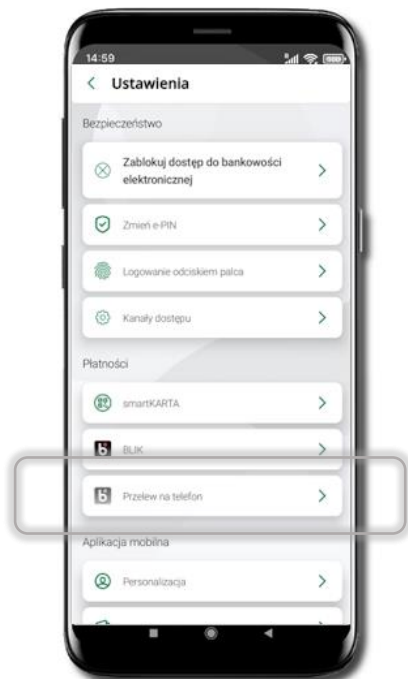 14:59
Ustawienia
Bezpieczeństwo
Zablokuj dostęp do bankowości
elektronicznej
Zmień e-PIN
Logowanie odciskiem palca
Kanały dostępu
Płatności
smartKARTA
BLIK
Przelew na telefon
Aplikacja mobilna
Personalizacja